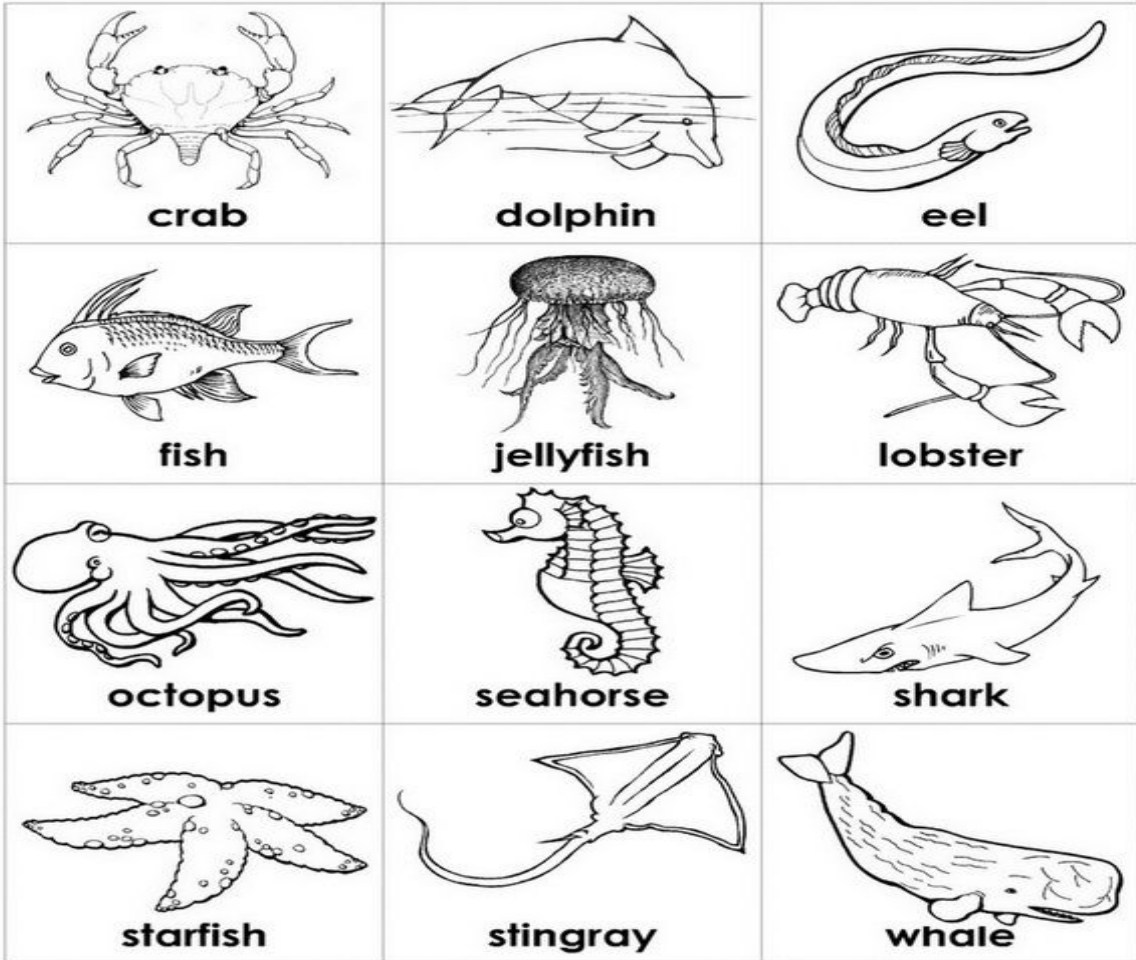 crab
dolphin
eel
fish
jellyfish
lobster
octopus
seahorse
shark
starfish
stingray
whale